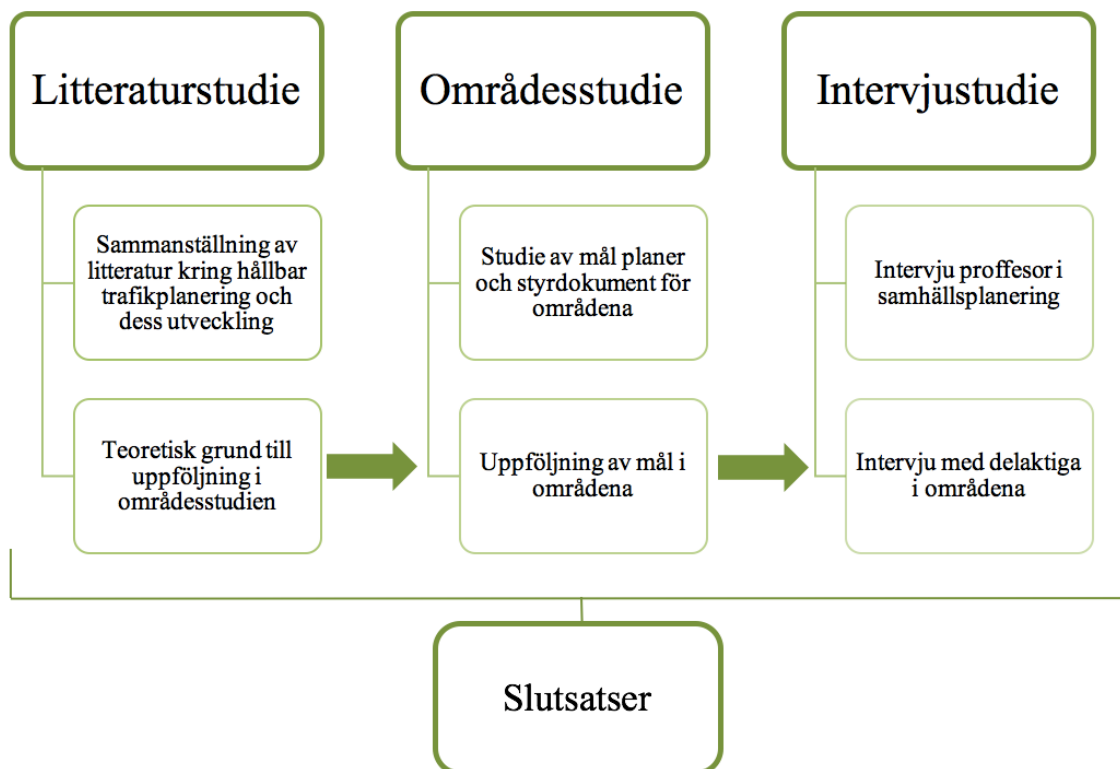 Litteraturstudie
Sammanställning av
litteratur kring hållbar
trafikplanering och
dess utveckling
Teoretisk grund till
uppföljning i
områdesstudien
Områdesstudie
Studie av mål planer
och styrdokument för
områdena
Uppföljning av mål i
områdena
Intervjustudie
Intervju proffesor i
samhällsplanering
Intervju med delaktiga
i områdena
Slutsatser